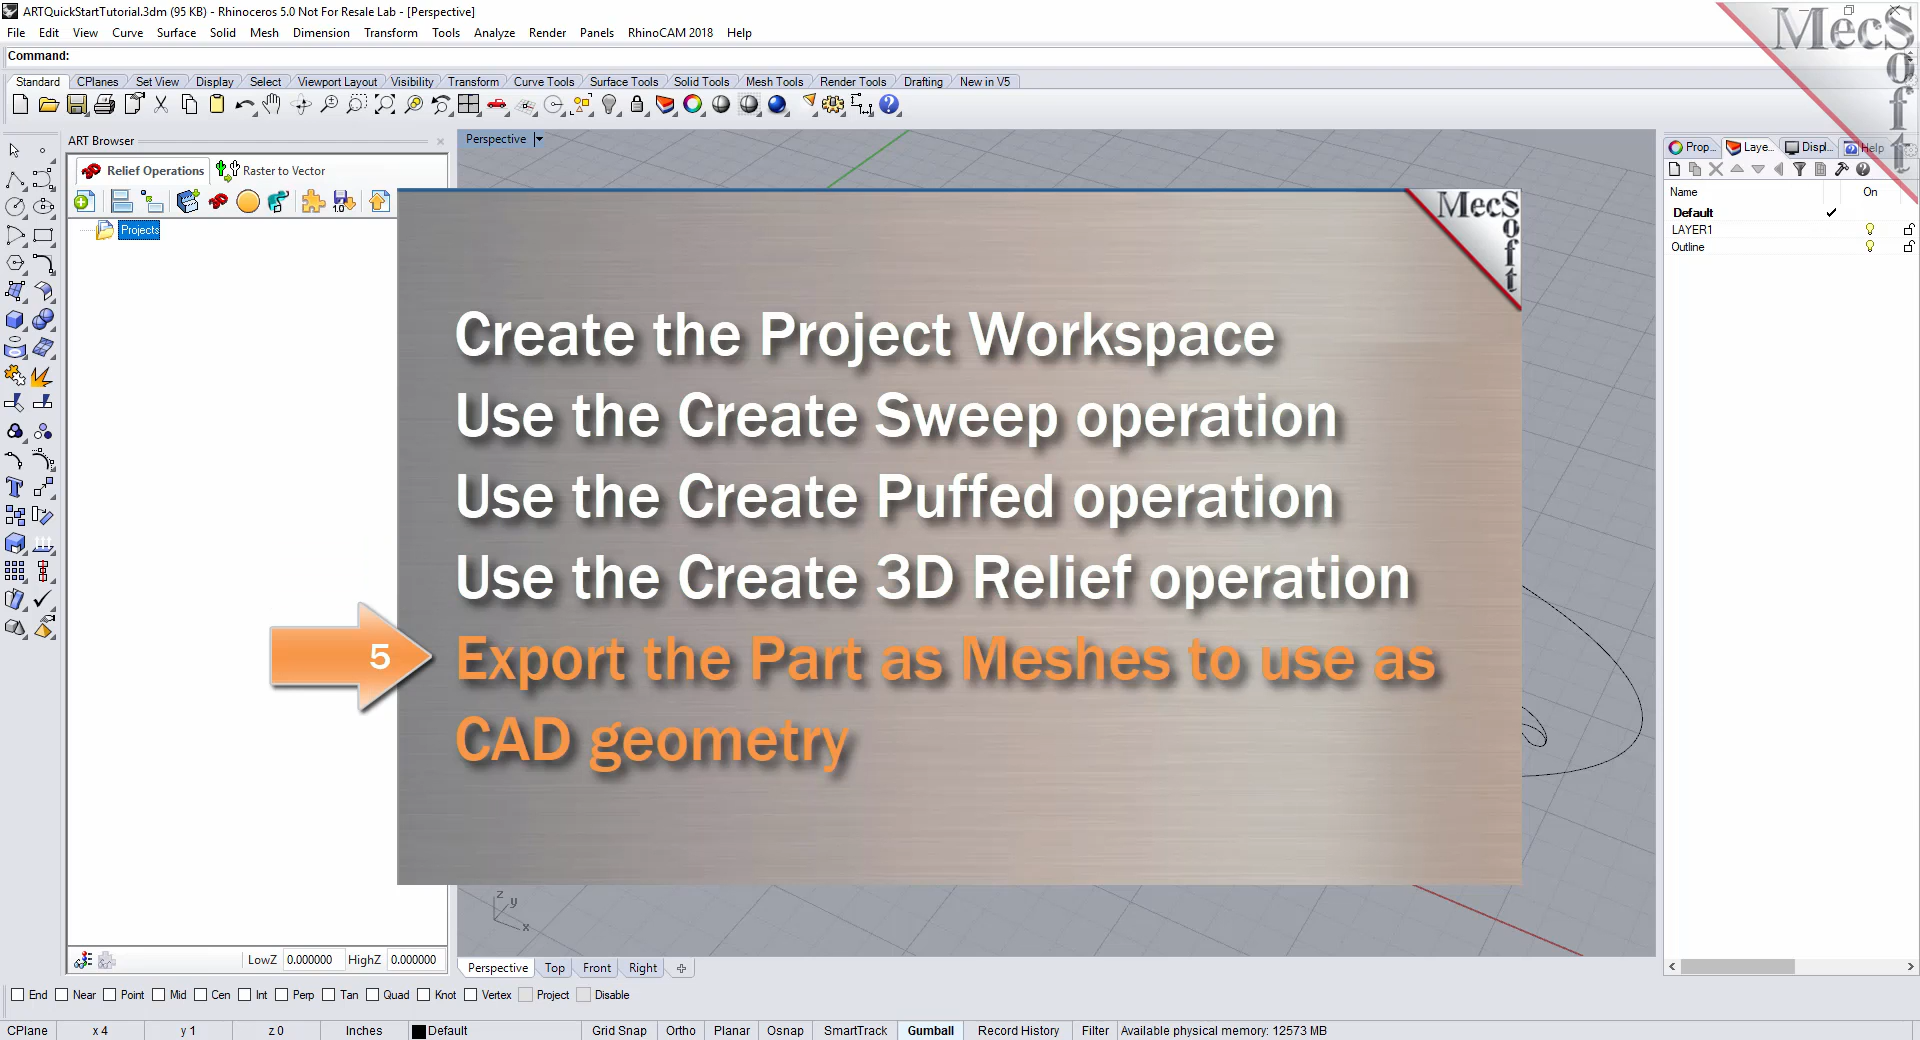 ARTQuickStartTutorial.3dm (95 KB) - Rhinoceros 5.0 Not For Resale Lab - [Perspective]
File Edit View Curve Surface Solid Mesh Dimension Transform Tools Analyze Render Panels RhinoCAM 2018 Help
Command:
Standard CPlanes Set View Display Select Viewport Layout Visibility Transform Curve Tools Surface Tools Solid Tools Mesh Tools Render Tools Drafting New in V5
MecSoft
ART Browser
Relief Operations Raster to Vector
1.0
Projects
Perspective
MecSoft
Create the Project Workspace
Use the Create Sweep operation
Use the Create Puffed operation
Use the Create 3D Relief operation
5
Export the Part as Meshes to use as
CAD geometry
z y x
Prop... Laye... Displ... Help
Name On
Default
LAYER1
Outline
LowZ 0.000000 HighZ 0.000000
Perspective Top Front Right
End Near Point Mid Cen Int Perp Tan Quad Knot Vertex Project Disable
CPlane x 4 y 1 z 0 Inches Default Grid Snap Ortho Planar Osnap SmartTrack Gumball Record History Filter Available physical memory: 12573 MB